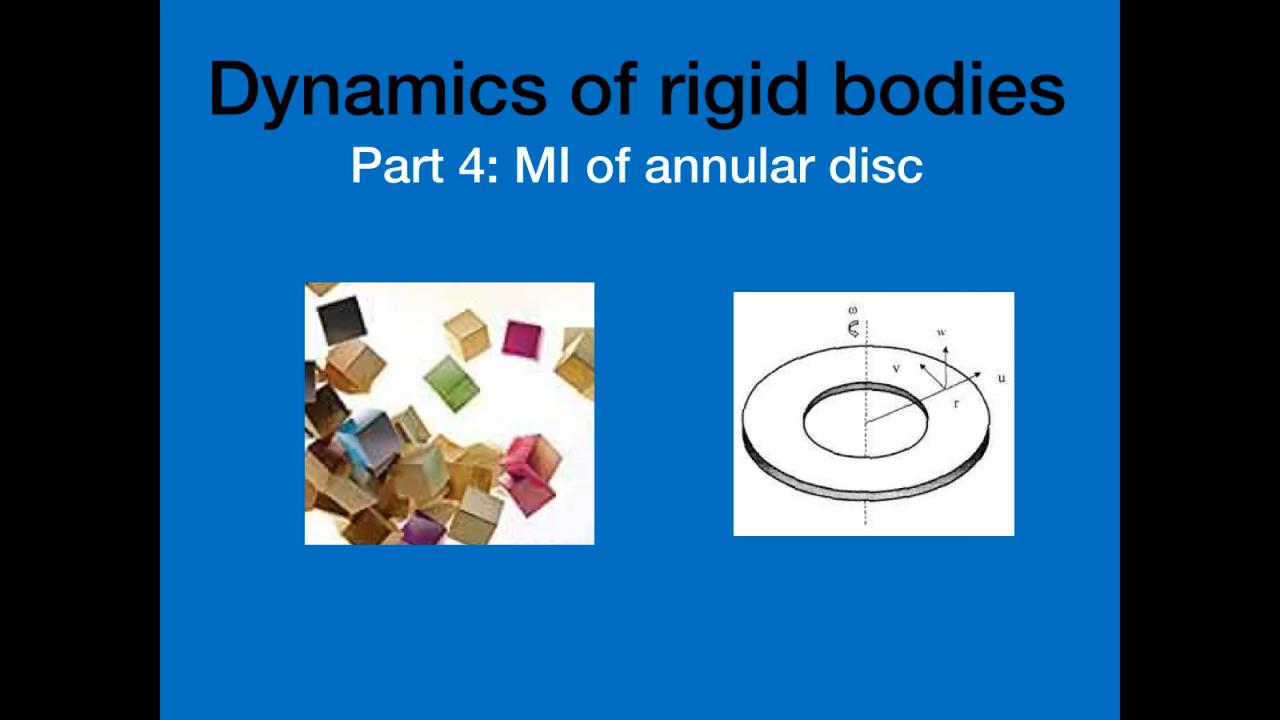 Dynamics of rigid bodies
Part 4: MI of annular disc
ω
w
v
u
r